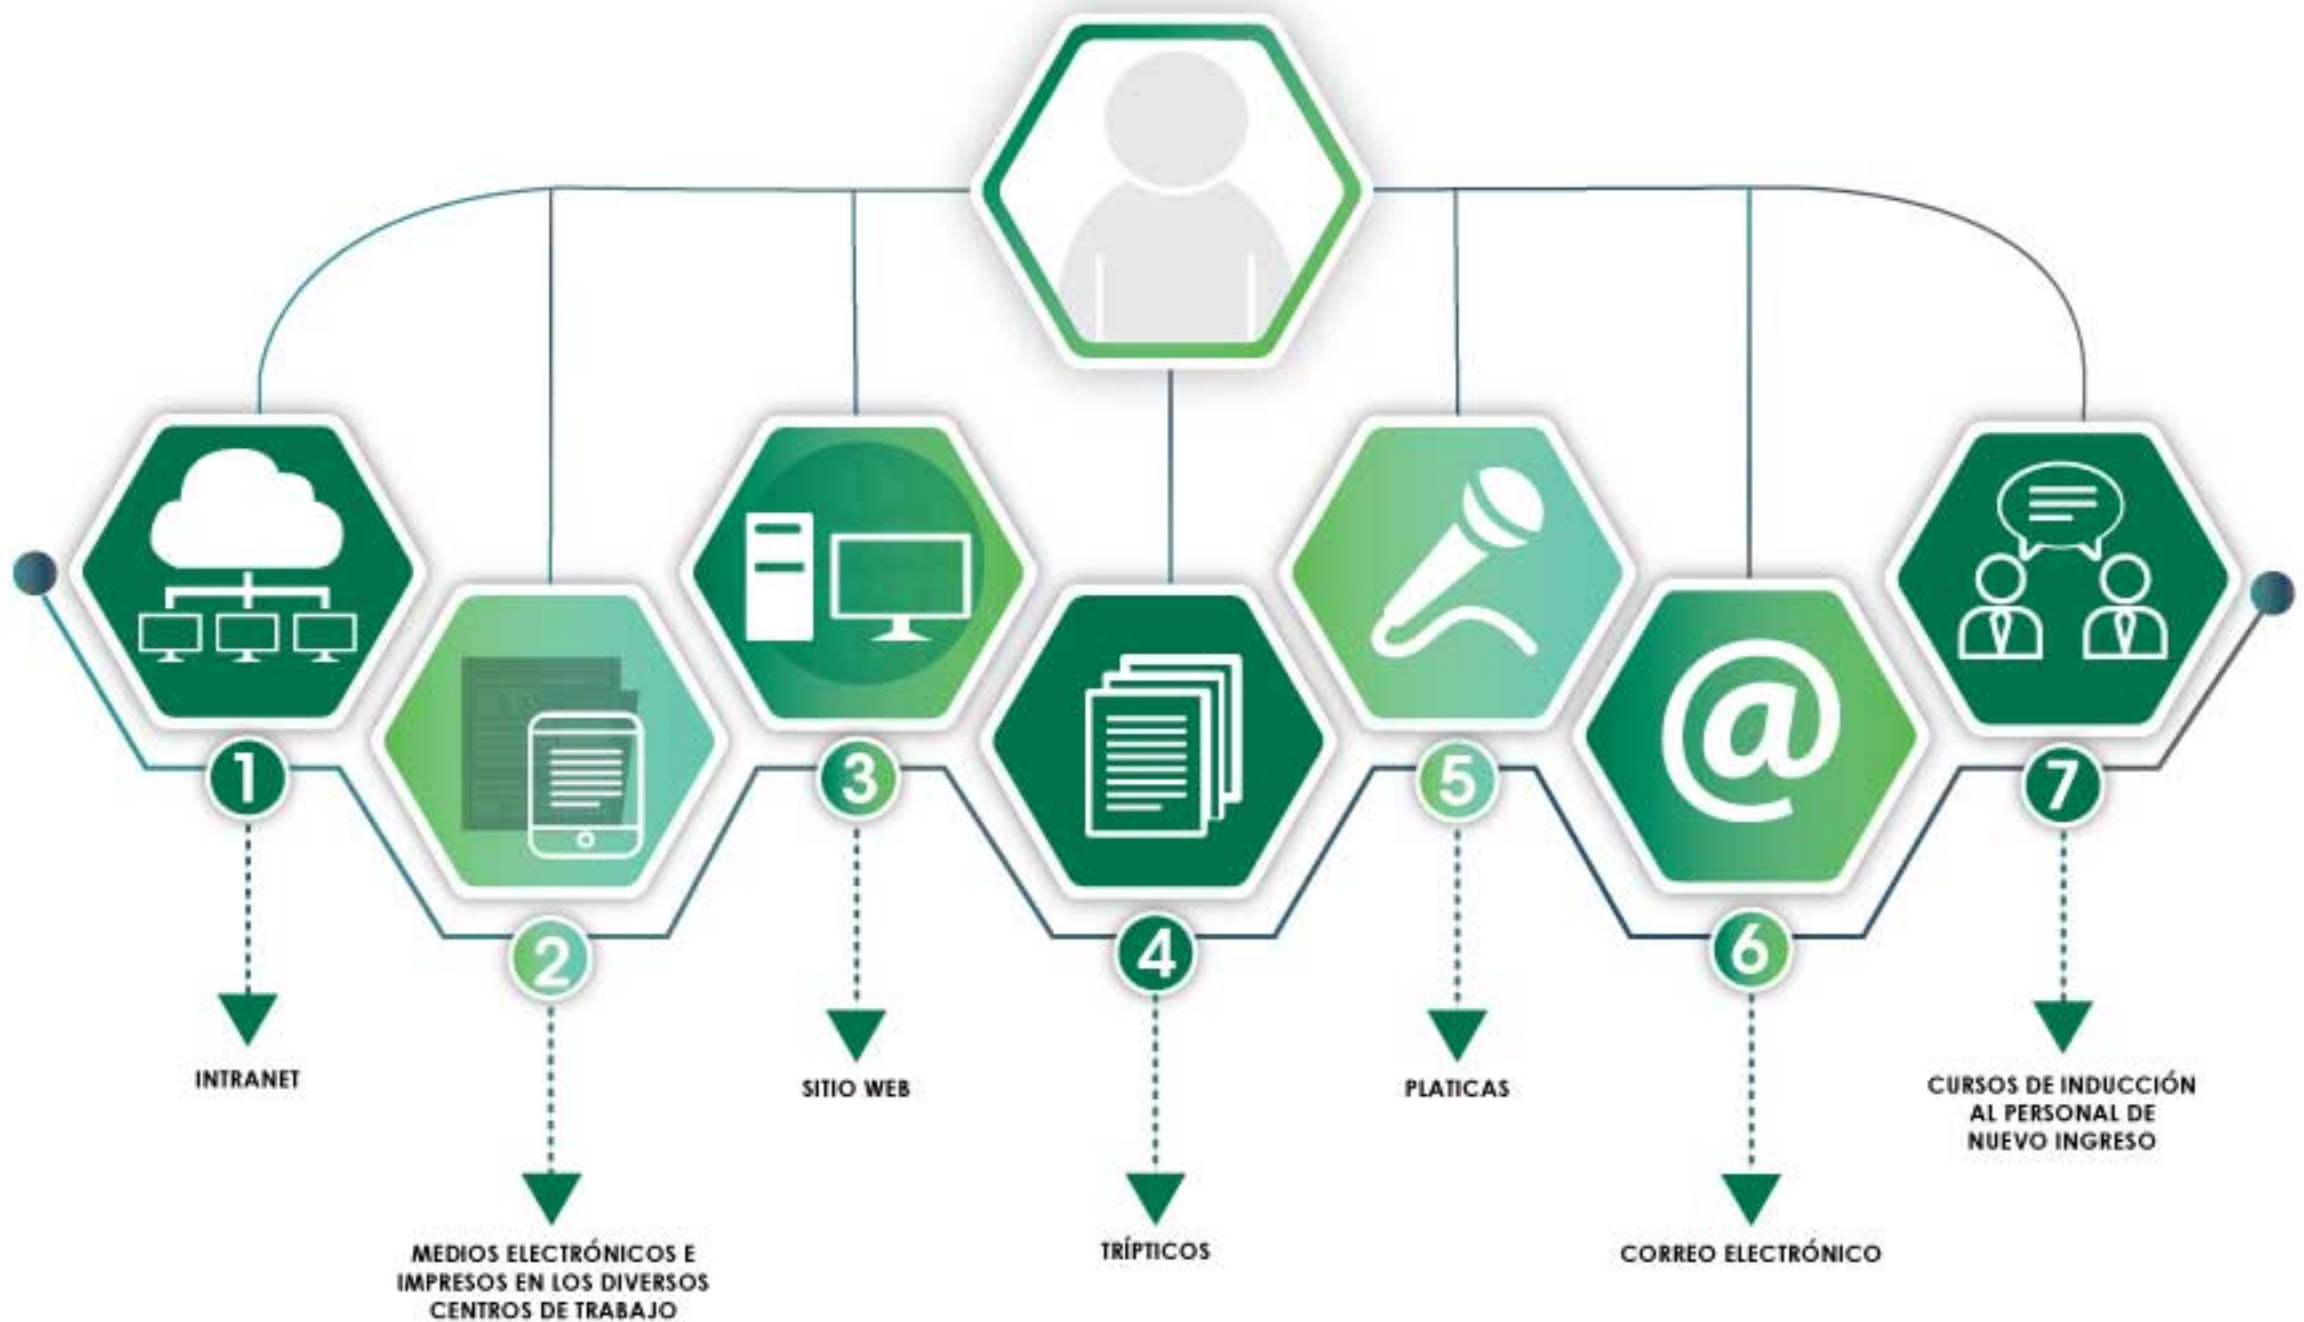 @
1
2
3
4
5
6
7
INTRANET
MEDIOS ELECTRÓNICOS E
IMPRESOS EN LOS DIVERSOS
CENTROS DE TRABAJO
SITIO WEB
TRÍPTICOS
PLATICAS
CORREO ELECTRÓNICO
CURSOS DE INDUCCIÓN
AL PERSONAL DE
NUEVO INGRESO